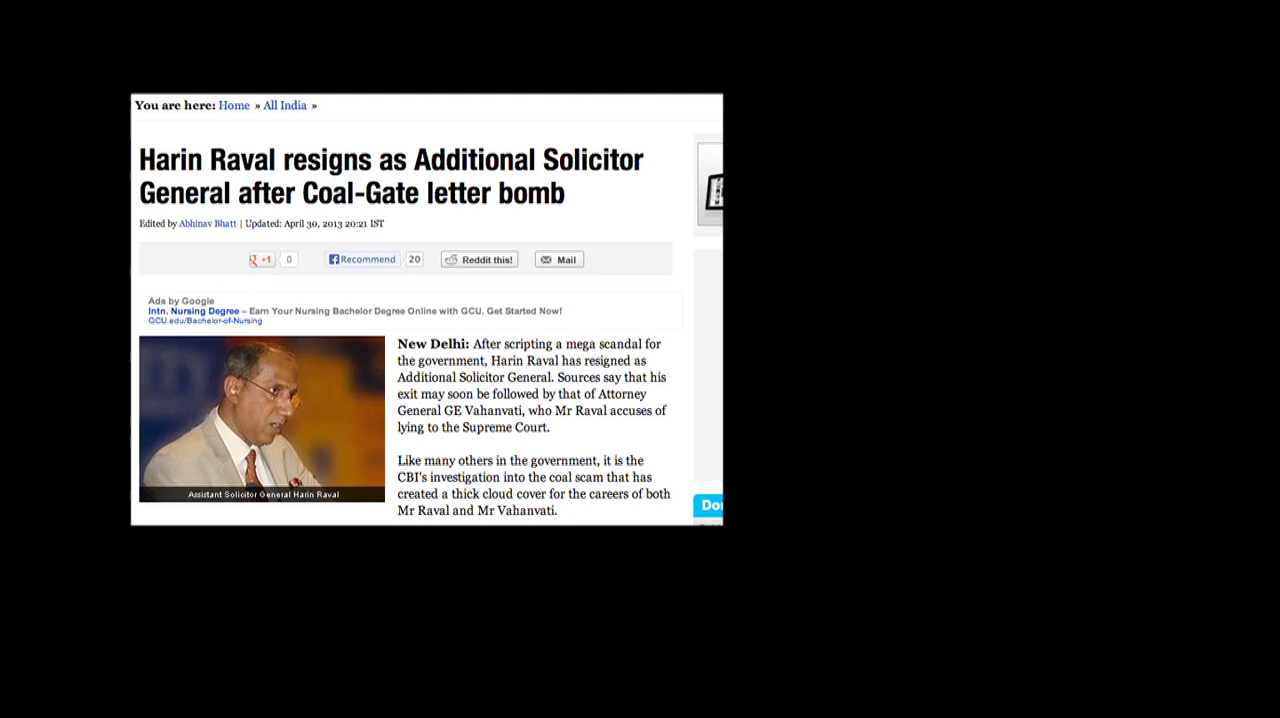 You are here: Home » All India »
Harin Raval resigns as Additional Solicitor
General after Coal-Gate letter bomb
Edited by Abhinav Bhatt | Updated: April 30, 2013 20:21 IST
+1 0 Recommend 20 Reddit this! Mail
Ads by Google
Intn. Nursing Degree – Earn Your Nursing Bachelor Degree Online with GCU. Get Started Now!
GCU.edu/Bachelor-of-Nursing
New Delhi: After scripting a mega scandal for
the government, Harin Raval has resigned as
Additional Solicitor General. Sources say that his
exit may soon be followed by that of Attorney
General GE Vahanvati, who Mr Raval accuses of
lying to the Supreme Court.
Like many others in the government, it is the
CBI's investigation into the coal scam that has
created a thick cloud cover for the careers of both
Mr Raval and Mr Vahanvati.
Assistant Solicitor General Harin Raval